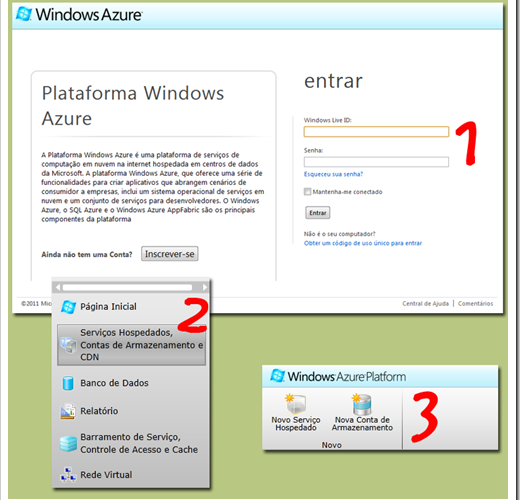 Windows Azure
Plataforma Windows
Azure
A Plataforma Windows Azure é uma plataforma de serviços de
computação em nuvem na internet hospedada em centros de dados
da Microsoft. A plataforma Windows Azure, que oferece uma série de
funcionalidades para criar aplicativos que abrangem cenários de
consumidor a empresas, inclui um sistema operacional de serviços em
nuvem e um conjunto de serviços para desenvolvedores. O Windows
Azure, o SQL Azure e o Windows Azure AppFabric são os principais
componentes da plataforma
Ainda não tem uma Conta? Inscrever-se
entrar
Windows Live ID:
1
Senha:
Esqueceu sua senha?
Mantenha-me conectado
Entrar
Não é o seu computador?
Obter um código de uso único para entrar
©2011
Central de Ajuda | Comentários
Página Inicial
2
Serviços Hospedados,
Contas de Armazenamento e
CDN
Banco de Dados
Relatório
Barramento de Serviço,
Controle de Acesso e Cache
Rede Virtual
Windows Azure Platform
Novo Serviço
Hospedado
Nova Conta de
Armazenamento
Novo
3